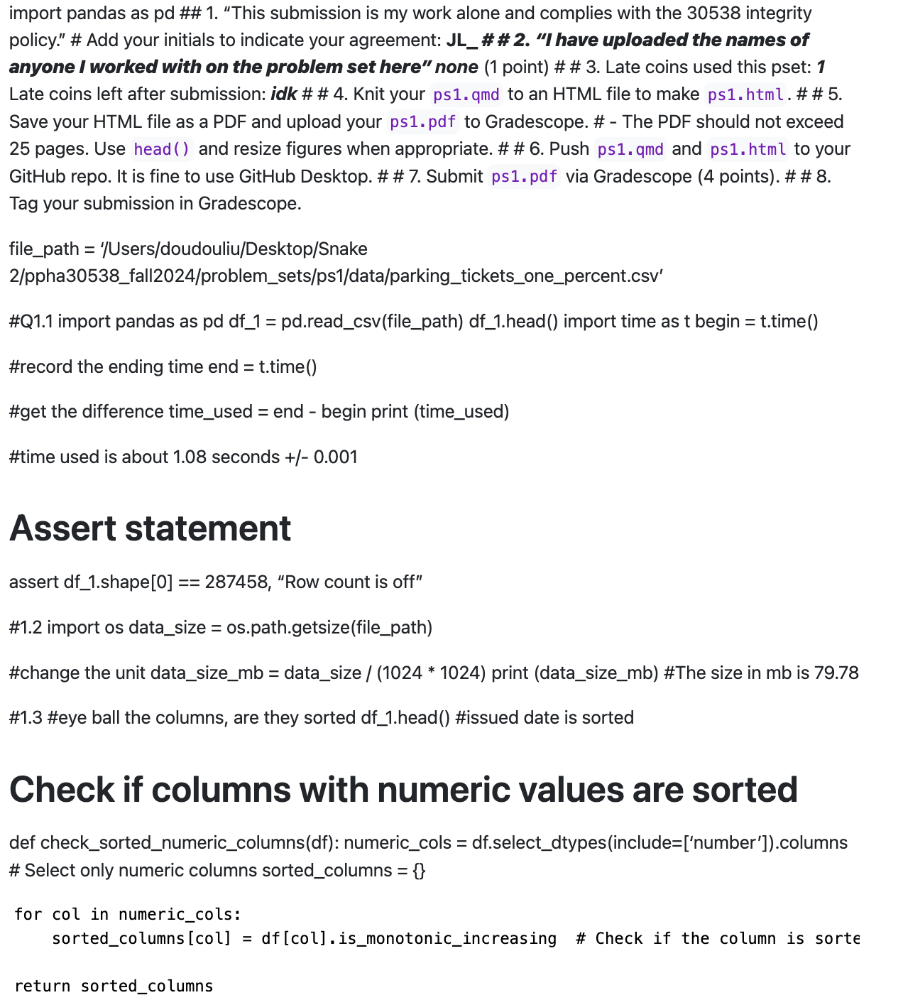 import pandas as pd ## 1. “This submission is my work alone and complies with the 30538 integrity
policy.” # Add your initials to indicate your agreement: JL_ # # 2. “I have uploaded the names of
anyone I worked with on the problem set here” none (1 point) # # 3. Late coins used this pset: 1
Late coins left after submission: idk # # 4. Knit your ps1.qmd to an HTML file to make ps1.html. # # 5.
Save your HTML file as a PDF and upload your ps1.pdf to Gradescope. # - The PDF should not exceed
25 pages. Use head() and resize figures when appropriate. # # 6. Push ps1.qmd and ps1.html to your
GitHub repo. It is fine to use GitHub Desktop. # # 7. Submit ps1.pdf via Gradescope (4 points). # # 8.
Tag your submission in Gradescope.
file_path = ‘/Users/doudouliu/Desktop/Snake
2/ppha30538_fall2024/problem_sets/ps1/data/parking_tickets_one_percent.csv’
#Q1.1 import pandas as pd df_1 = pd.read_csv(file_path) df_1.head() import time as t begin = t.time()
#record the ending time end = t.time()
#get the difference time_used = end - begin print (time_used)
#time used is about 1.08 seconds +/- 0.001
Assert statement
assert df_1.shape[0] == 287458, “Row count is off”
#1.2 import os data_size = os.path.getsize(file_path)
#change the unit data_size_mb = data_size / (1024 * 1024) print (data_size_mb) #The size in mb is 79.78
#1.3 #eye ball the columns, are they sorted df_1.head() #issued date is sorted
Check if columns with numeric values are sorted
def check_sorted_numeric_columns(df): numeric_cols = df.select_dtypes(include=[‘number’]).columns
# Select only numeric columns sorted_columns = {}
for col in numeric_cols:
    sorted_columns[col] = df[col].is_monotonic_increasing  # Check if the column is sorte
return sorted_columns